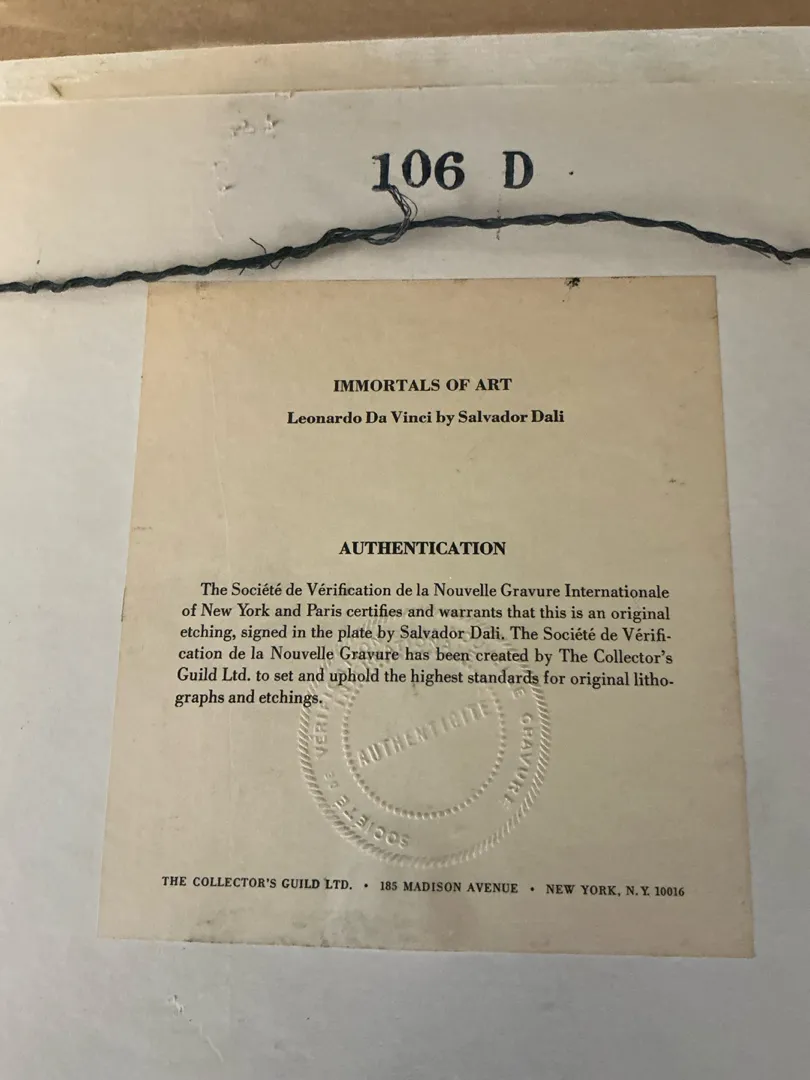 106 D
IMMORTALS OF ART
Leonardo Da Vinci by Salvador Dali
AUTHENTICATION
The Société de Vérification de la Nouvelle Gravure Internationale
of New York and Paris certifies and warrants that this is an original
etching, signed in the plate by Salvador Dali. The Société de Vérifi-
cation de la Nouvelle Gravure has been created by The Collector's
Guild Ltd. to set and uphold the highest standards for original litho-
graphs and etchings.
SOCIETE DE VERIF
GRAVURE
AUTHENTICITE
THE COLLECTOR'S GUILD LTD. • 185 MADISON AVENUE • NEW YORK, N.Y. 10016